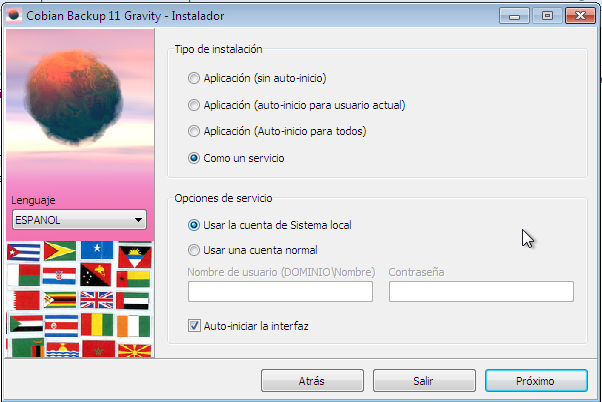 Cobian Backup 11 Gravity - Instalador
Tipo de instalación
Aplicación (sin auto-inicio)
Aplicación (auto-inicio para usuario actual)
Aplicación (Auto-inicio para todos)
Como un servicio
Lenguaje
ESPANOL
Opciones de servicio
Usar la cuenta de Sistema local
Usar una cuenta normal
Nombre de usuario (DOMINIO\Nombre) Contraseña
Auto-iniciar la interfaz
Atrás Salir Próximo